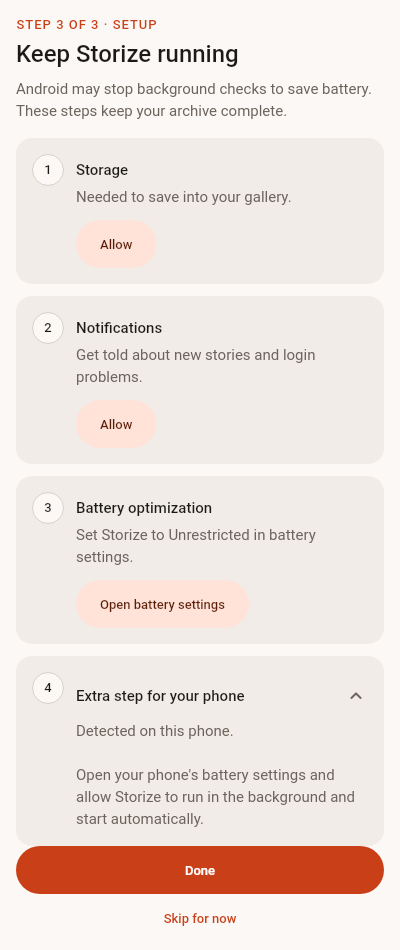 STEP 3 OF 3 · SETUP
Keep Storize running
Android may stop background checks to save battery.
These steps keep your archive complete.
1
Storage
Needed to save into your gallery.
Allow
2
Notifications
Get told about new stories and login
problems.
Allow
3
Battery optimization
Set Storize to Unrestricted in battery
settings.
Open battery settings
4
Extra step for your phone
Detected on this phone.
Open your phone's battery settings and
allow Storize to run in the background and
start automatically.
Done
Skip for now